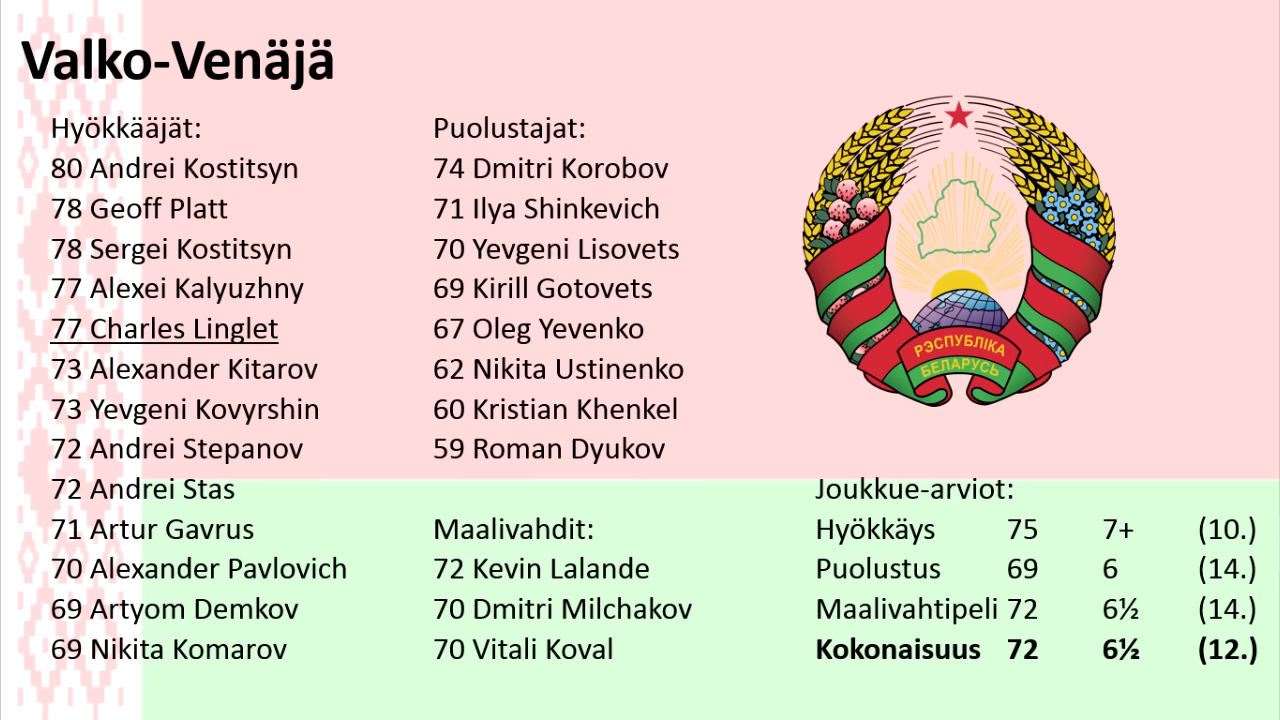 Valko-Venäjä
Hyökkääjät:
80 Andrei Kostitsyn
78 Geoff Platt
78 Sergei Kostitsyn
77 Alexei Kalyuzhny
77 Charles Linglet
73 Alexander Kitarov
73 Yevgeni Kovyrshin
72 Andrei Stepanov
72 Andrei Stas
71 Artur Gavrus
70 Alexander Pavlovich
69 Artyom Demkov
69 Nikita Komarov
Puolustajat:
74 Dmitri Korobov
71 Ilya Shinkevich
70 Yevgeni Lisovets
69 Kirill Gotovets
67 Oleg Yevenko
62 Nikita Ustinenko
60 Kristian Khenkel
59 Roman Dyukov
Maalivahdit:
72 Kevin Lalande
70 Dmitri Milchakov
70 Vitali Koval
РЭСПУБЛІКА
БЕЛАРУСЬ
Joukkue-arviot:
Hyökkäys 75 7+ (10.)
Puolustus 69 6 (14.)
Maalivahtipeli 72 6½ (14.)
Kokonaisuus 72 6½ (12.)